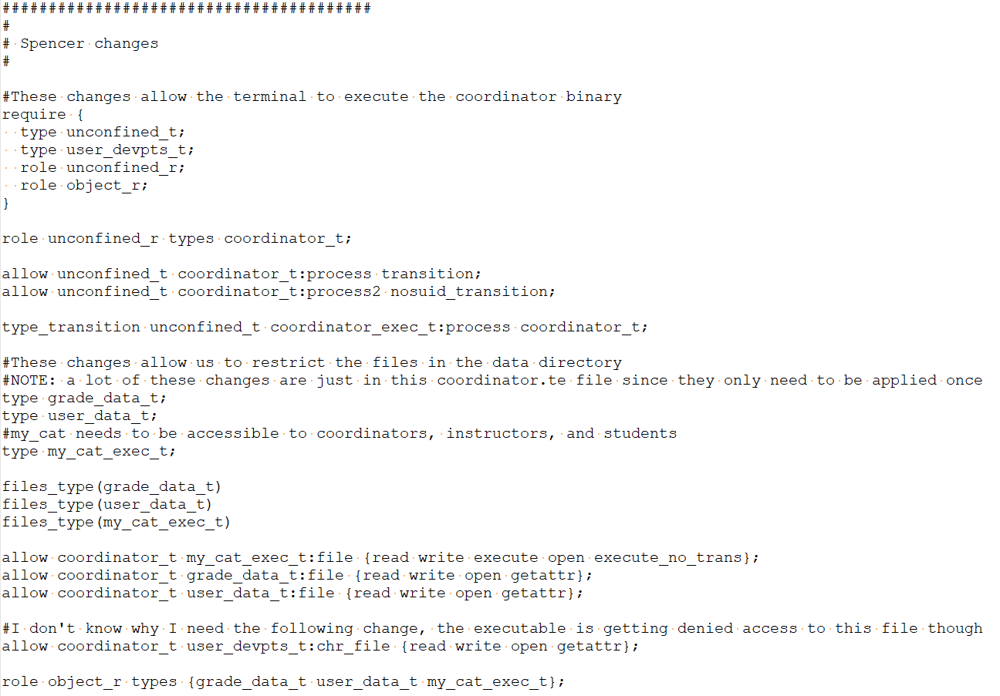 ########################################
#
# Spencer changes
#
#These changes allow the terminal to execute the coordinator binary
require {
  type unconfined_t;
  type user_devpts_t;
  role unconfined_r;
  role object_r;
}
role unconfined_r types coordinator_t;
allow unconfined_t coordinator_t:process transition;
allow unconfined_t coordinator_t:process2 nosuid_transition;
type_transition unconfined_t coordinator_exec_t:process coordinator_t;
#These changes allow us to restrict the files in the data directory
#NOTE: a lot of these changes are just in this coordinator.te file since they only need to be applied once
type grade_data_t;
type user_data_t;
#my_cat needs to be accessible to coordinators, instructors, and students
type my_cat_exec_t;
files_type(grade_data_t)
files_type(user_data_t)
files_type(my_cat_exec_t)
allow coordinator_t my_cat_exec_t:file {read write execute open execute_no_trans};
allow coordinator_t grade_data_t:file {read write open getattr};
allow coordinator_t user_data_t:file {read write open getattr};
#I don't know why I need the following change, the executable is getting denied access to this file though
allow coordinator_t user_devpts_t:chr_file {read write open getattr};
role object_r types {grade_data_t user_data_t my_cat_exec_t};